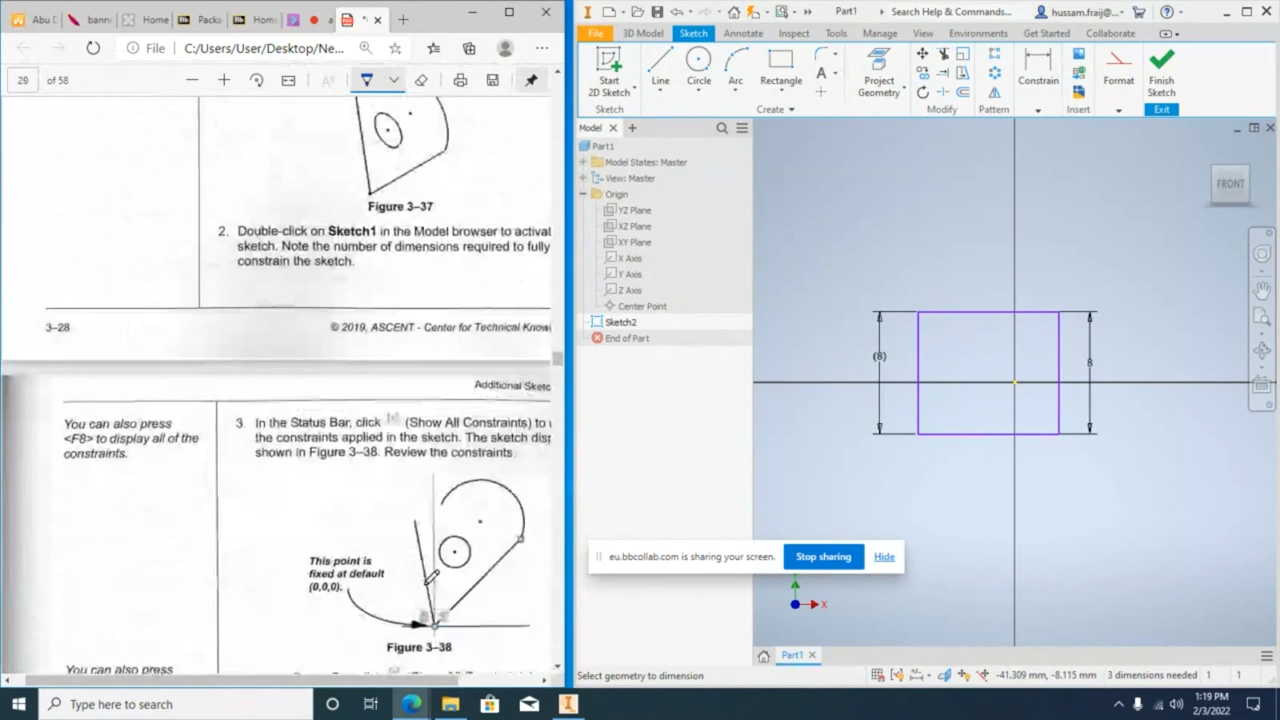 Abu D
bann
Home
Packa
Home
File
C:/Users/User/Desktop/Ne...
29 of 58
Figure 3–37
2. Double-click on Sketch1 in the Model browser to activat
sketch. Note the number of dimensions required to fully
constrain the sketch.
3–28
© 2019, ASCENT - Center for Technical Know
Additional Sketc
You can also press
<F8> to display all of the
constraints.
3. In the Status Bar, click (Show All Constraints) to
the constraints applied in the sketch. The sketch disp
shown in Figure 3–38. Review the constraints.
This point is
fixed at default
(0,0,0).
Figure 3–38
You can also press
Part1
Search Help & Commands...
hussam.fraij@...
File 3D Model Sketch Annotate Inspect Tools Manage View Environments Get Started Collaborate
Start
2D Sketch
Line
Circle
Arc
Rectangle
Project
Geometry
Constrain
Format
Finish
Sketch
Sketch
Create
Modify
Pattern
Insert
Exit
Model
Part1
Model States: Master
View: Master
Origin
YZ Plane
XZ Plane
XY Plane
X Axis
Y Axis
Z Axis
Center Point
Sketch2
End of Part
FRONT
(8)
8
eu.bbcollab.com is sharing your screen.
Stop sharing
Hide
X
Part1
Select geometry to dimension
-41.309 mm, -8.115 mm
3 dimensions needed
1
1
Type here to search
1:19 PM
2/3/2022